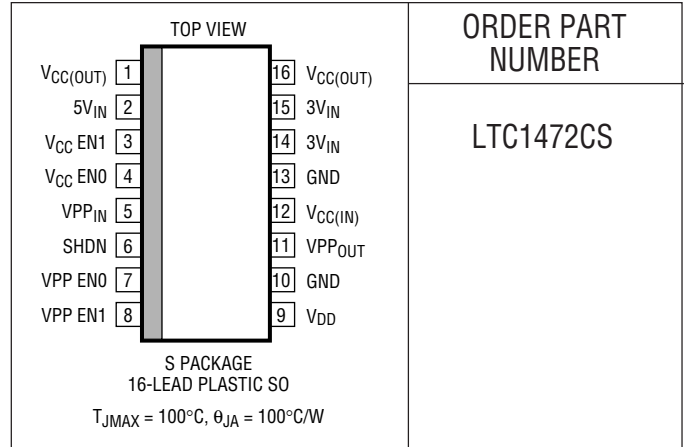 TOP VIEW
VCC(OUT) 1
5VIN 2
VCC EN1 3
VCC EN0 4
VPPIN 5
SHDN 6
VPP EN0 7
VPP EN1 8
16 VCC(OUT)
15 3VIN
14 3VIN
13 GND
12 VCC(IN)
11 VPPOUT
10 GND
9 VDD
S PACKAGE
16-LEAD PLASTIC SO
TJMAX = 100°C, θJA = 100°C/W
ORDER PART
NUMBER
LTC1472CS